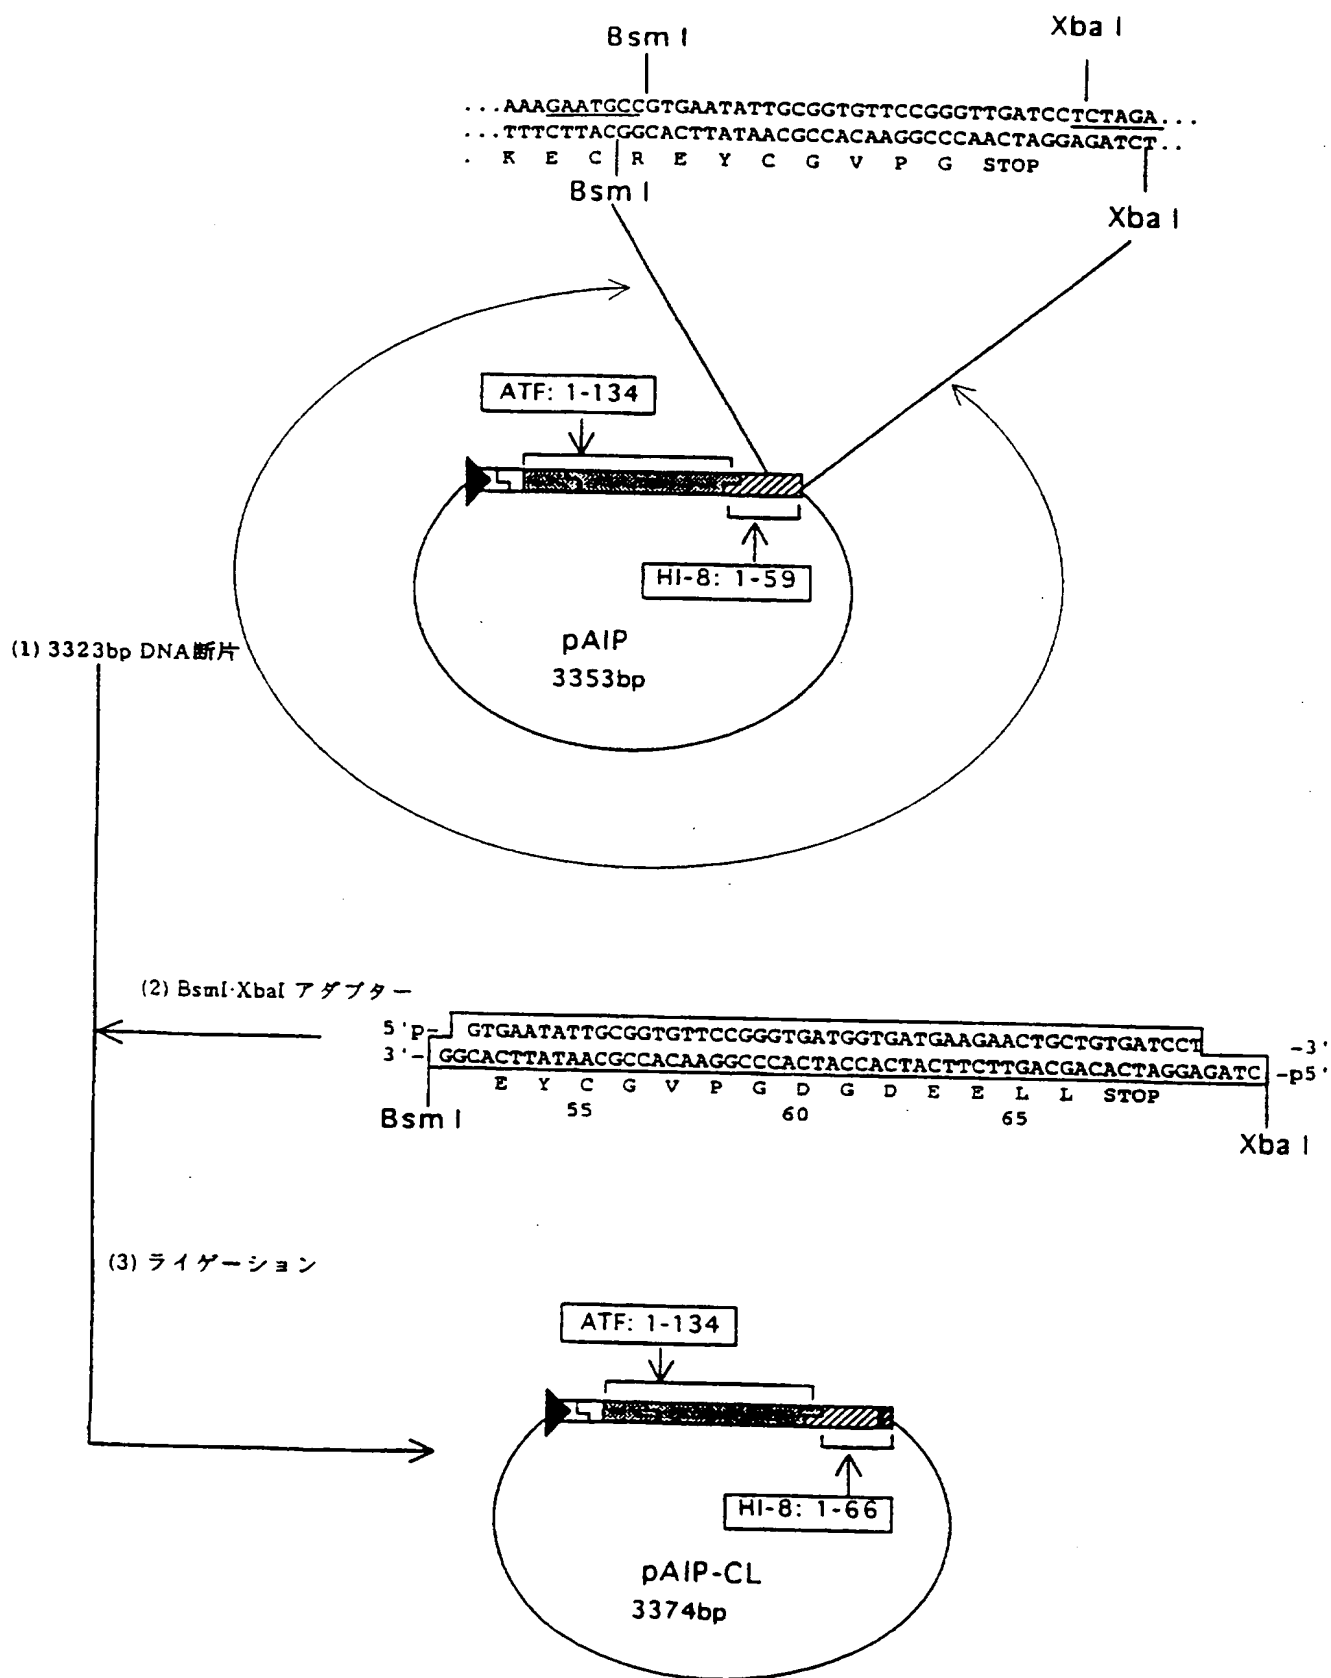 Bsm I
Xba I
...AAAGAATGCCGTGAATATTGCGGTGTTCCGGGTTGATCCTCTAGA...
...TTTCTTACGGCACTTATAACGCCACAAGGCCCAACTAGGAGATCT..
. K E C R E Y C G V P G STOP
Bsm I
Xba I
ATF: 1-134
HI-8: 1-59
pAIP
3353bp
(1) 3323bp DNA断片
(2) BsmI·XbaI アダプター
5'p- GTGAATATTGCGGTGTTCCGGGTGATGGTGATGAAGAACTGCTGTGATCCT -3'
3'- GGCACTTATAACGCCACAAGGCCCACTACCACTACTTCTTGACGACACTAGGAGATC -p5'
E Y C G V P G D G D E E L L STOP
55 60 65
Bsm I
Xba I
(3) ライゲーション
ATF: 1-134
HI-8: 1-66
pAIP-CL
3374bp